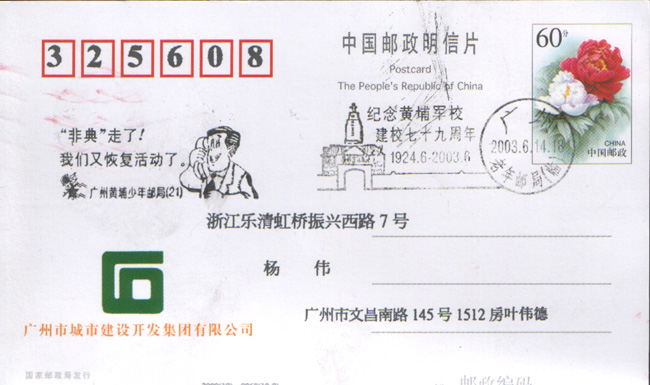 325608
中国邮政明信片
Postcard
The People's Republic of China
60分
CHINA
中国邮政
纪念黄埔军校
建校七十九周年
1924.6-2003.6
2003.6.14.18
“非典”走了！
我们又恢复活动了。
广州黄埔少年邮局(21)
浙江乐清虹桥振兴西路7号
杨 伟
广州市文昌南路145号1512房叶伟德
广州市城市建设开发集团有限公司
国家邮政局发行
邮政编码